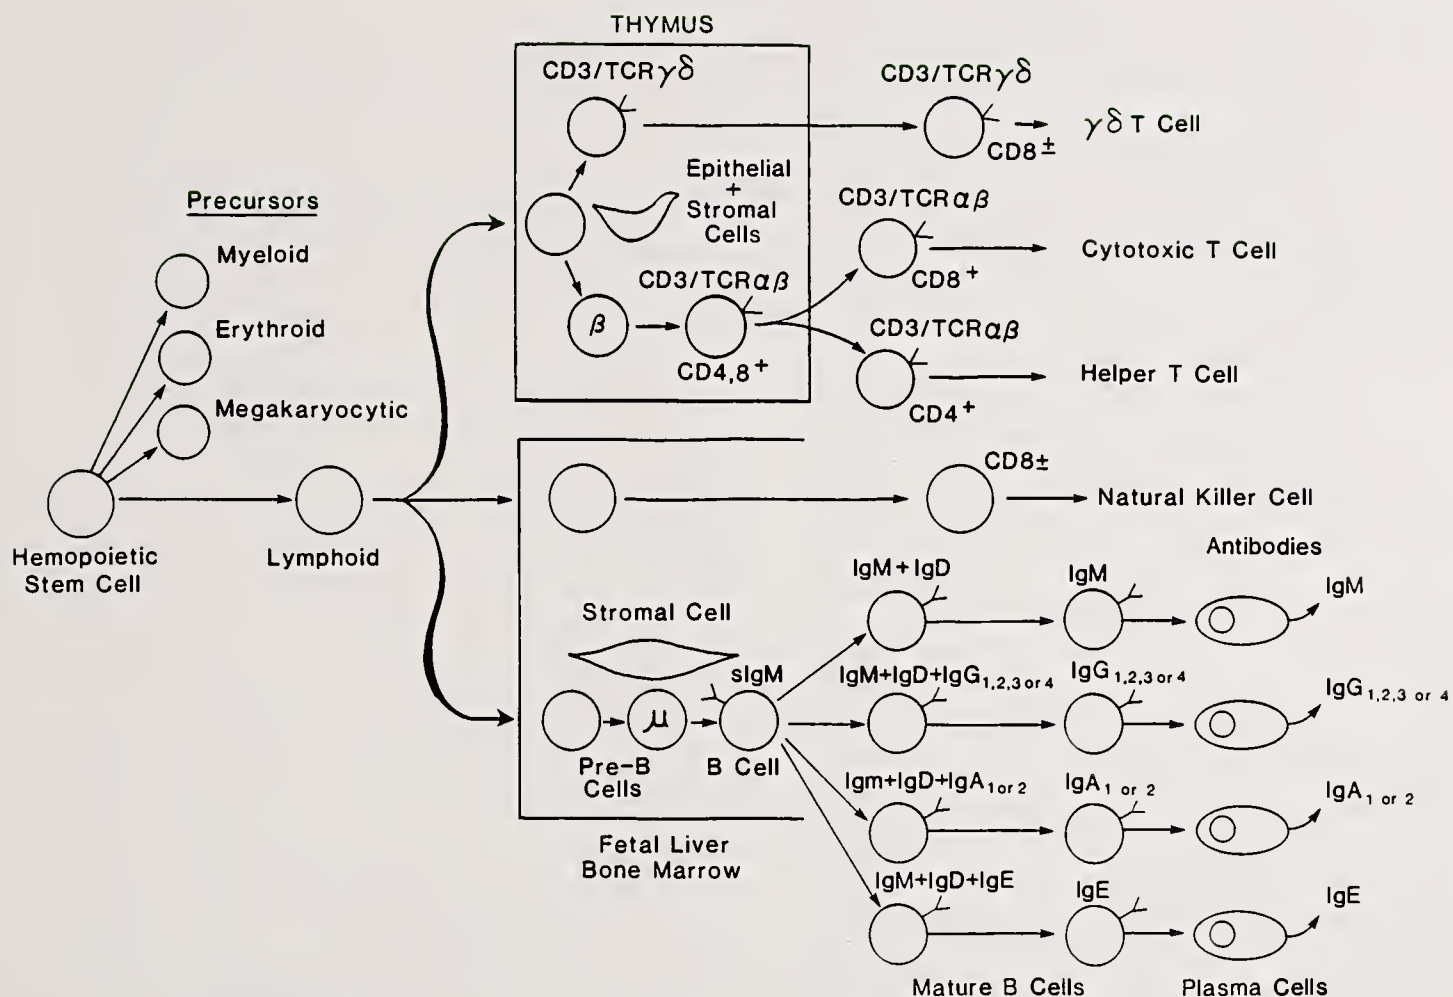 THYMUS
CD3/TCRγδ
CD3/TCRγδ
CD8±
γδ T Cell
Epithelial
+
Stromal
Cells
Precursors
Myeloid
Erythroid
Megakaryocytic
Hemopoietic
Stem Cell
Lymphoid
β
CD3/TCRαβ
CD4,8+
CD3/TCRαβ
CD8+
Cytotoxic T Cell
CD3/TCRαβ
CD4+
Helper T Cell
CD8±
Natural Killer Cell
Antibodies
Stromal Cell
sIgM
μ
Pre-B
Cells
B Cell
Fetal Liver
Bone Marrow
IgM + IgD
IgM
IgM
IgM+IgD+IgG1,2,3 or 4
IgG1,2,3 or 4
IgG1,2,3 or 4
Igm+IgD+IgA1 or 2
IgA1 or 2
IgA1 or 2
IgM+IgD+IgE
IgE
IgE
Mature B Cells
Plasma Cells